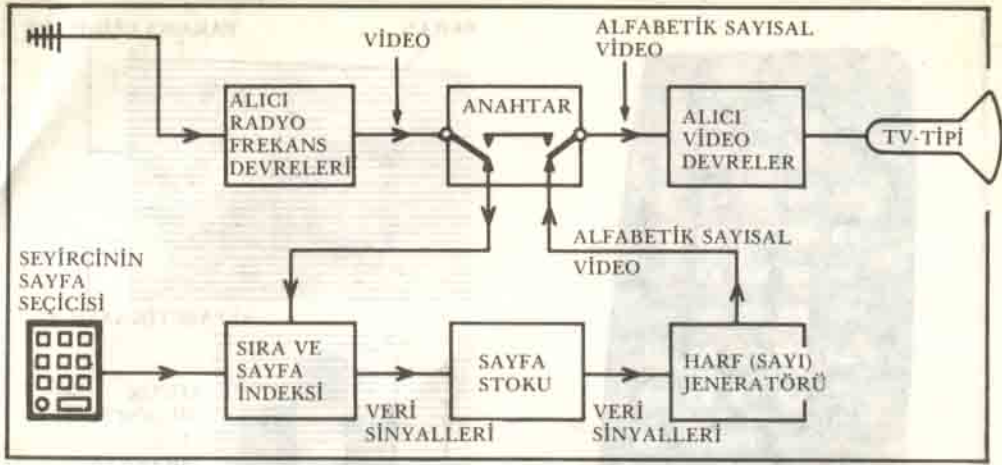 VİDEO
ALFABETİK SAYISAL
VİDEO
ALICI
RADYO
FREKANS
DEVRELERİ
ANAHTAR
ALICI
VİDEO
DEVRELER
TV-TİPİ
ALFABETİK SAYISAL
VİDEO
SEYİRCİNİN
SAYFA
SEÇİCİSİ
SIRA VE
SAYFA
İNDEKSİ
VERİ
SİNYALLERİ
SAYFA
STOKU
VERİ
SİNYALLERİ
HARF (SAYI)
JENERATÖRÜ